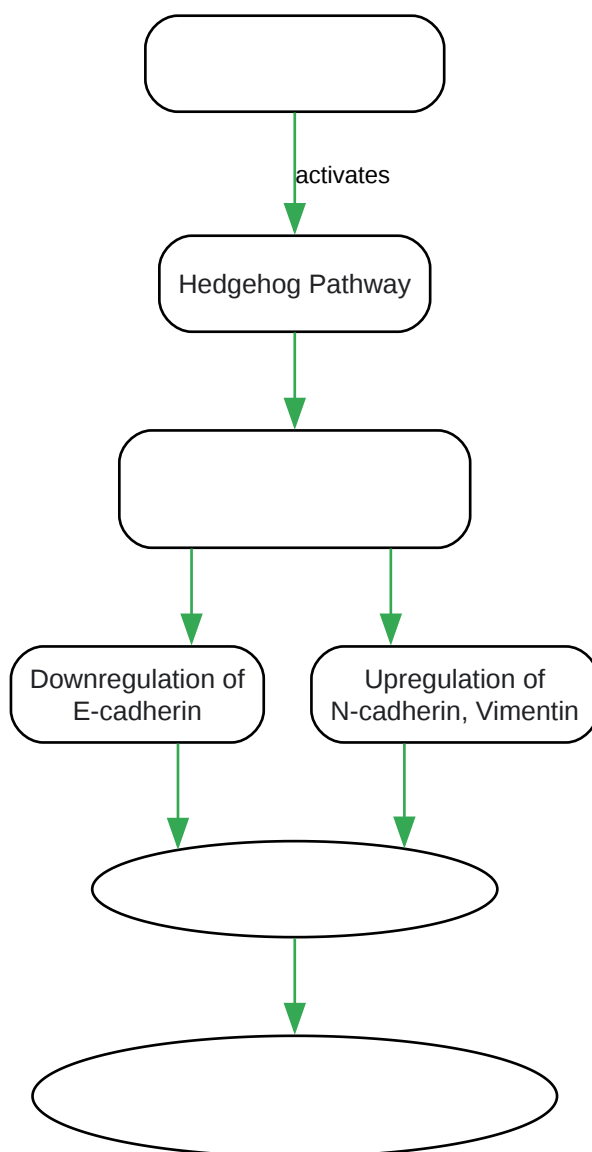 activates
Hedgehog Pathway
Downregulation of
E-cadherin
Upregulation of
N-cadherin, Vimentin